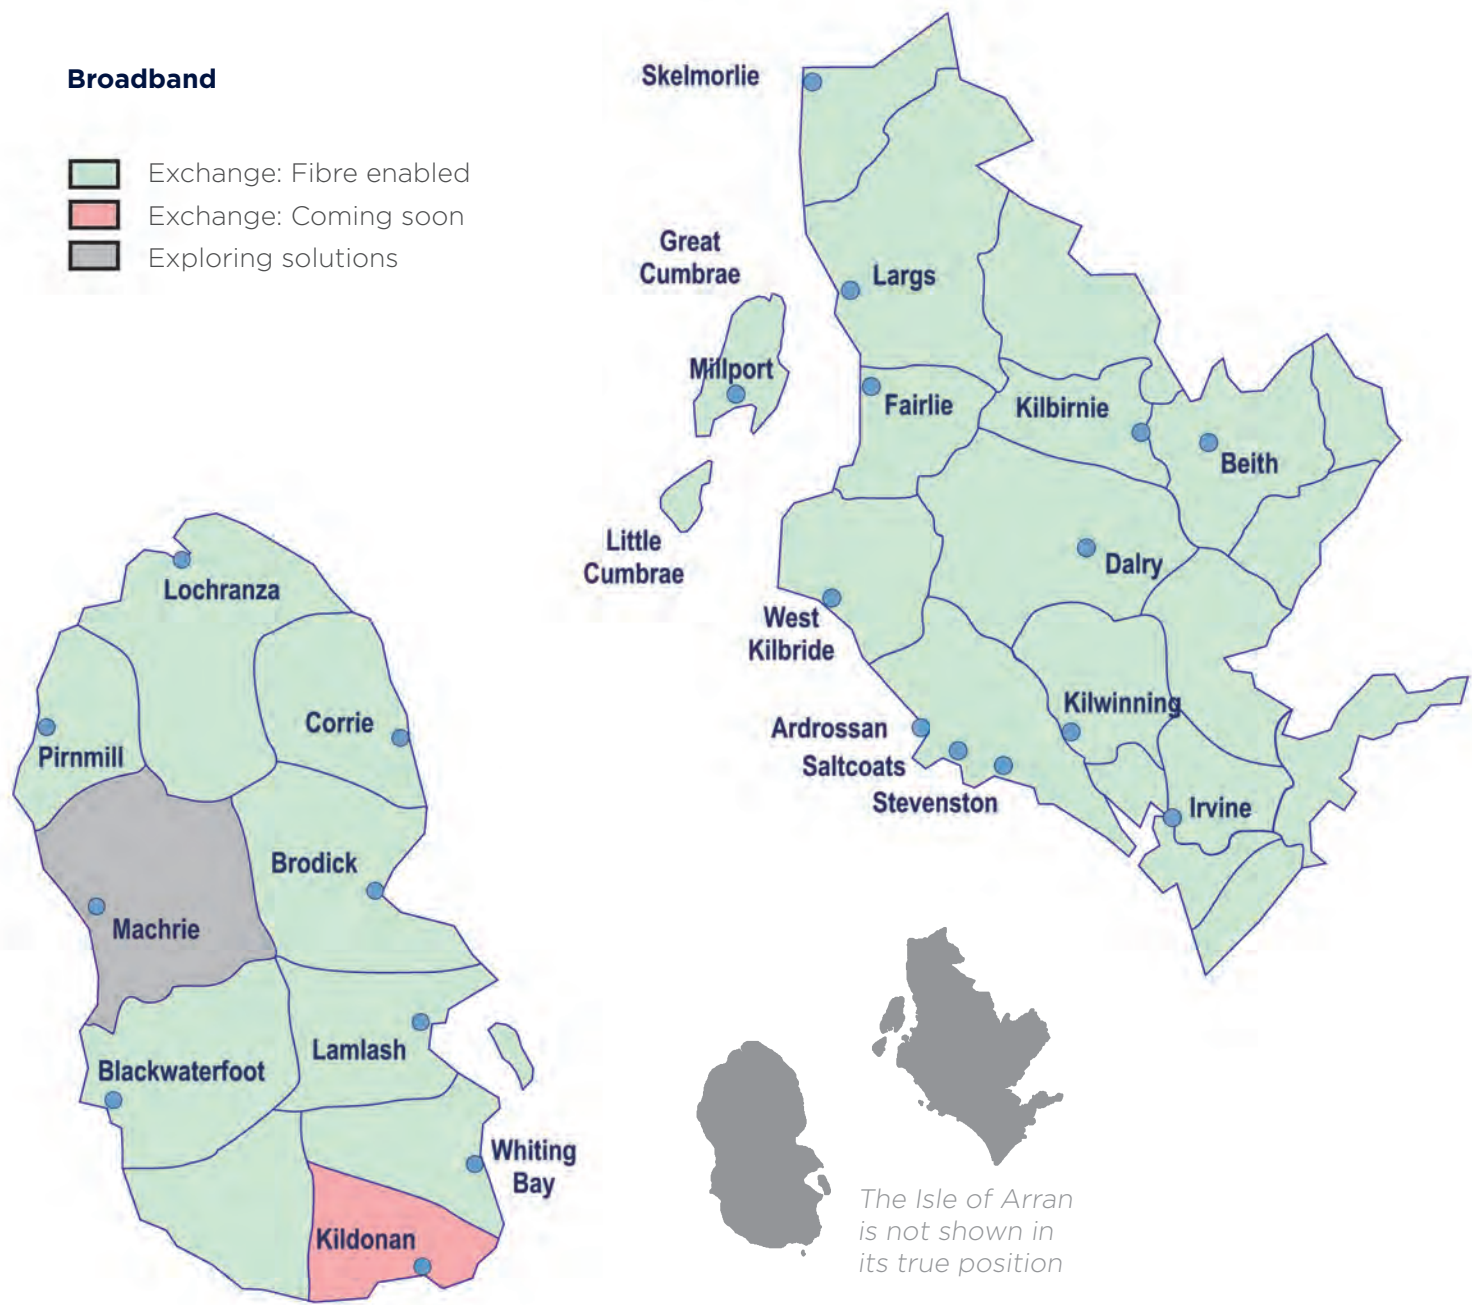 Broadband
Exchange: Fibre enabled
Exchange: Coming soon
Exploring solutions
Skelmorlie
Great
Cumbrae
Largs
Millport
Fairlie
Kilbirnie
Beith
Little
Cumbrae
Dalry
West
Kilbride
Kilwinning
Ardrossan
Saltcoats
Stevenston
Irvine
Lochranza
Corrie
Pirnmill
Brodick
Machrie
Lamlash
Blackwaterfoot
Whiting
Bay
Kildonan
The Isle of Arran
is not shown in
its true position